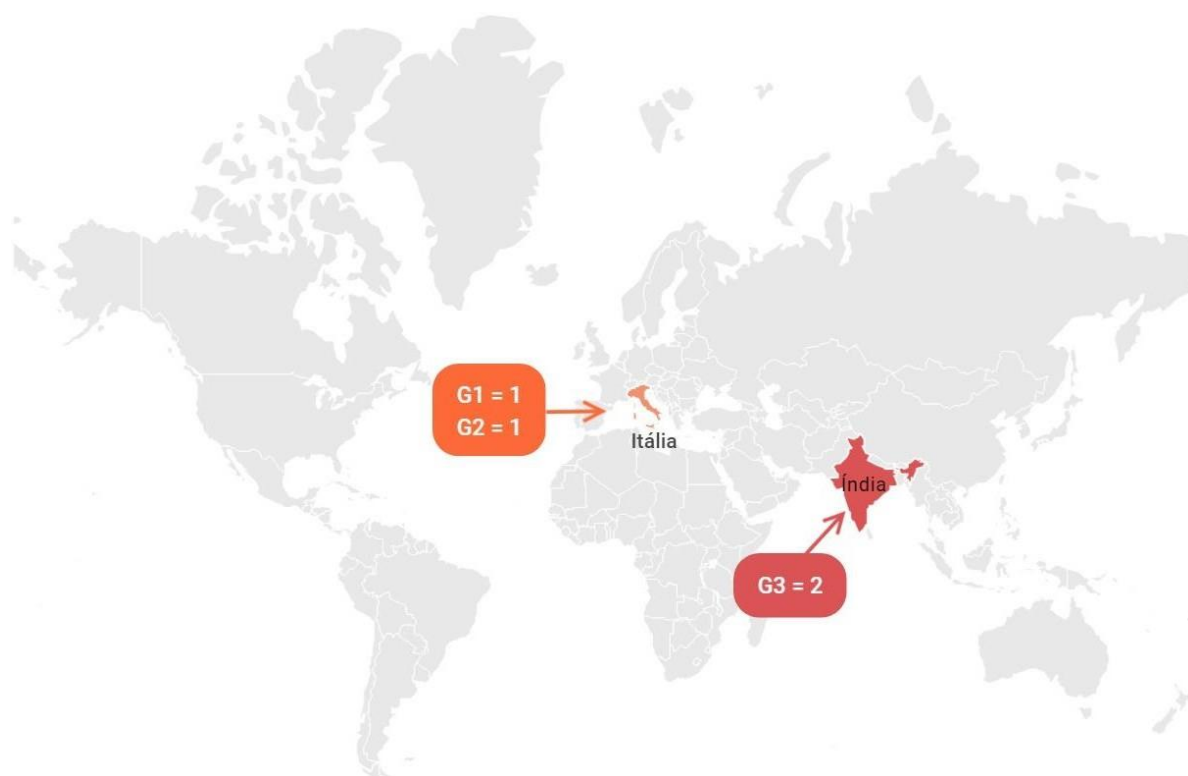 G1 = 1
G2 = 1
Itália
Índia
G3 = 2